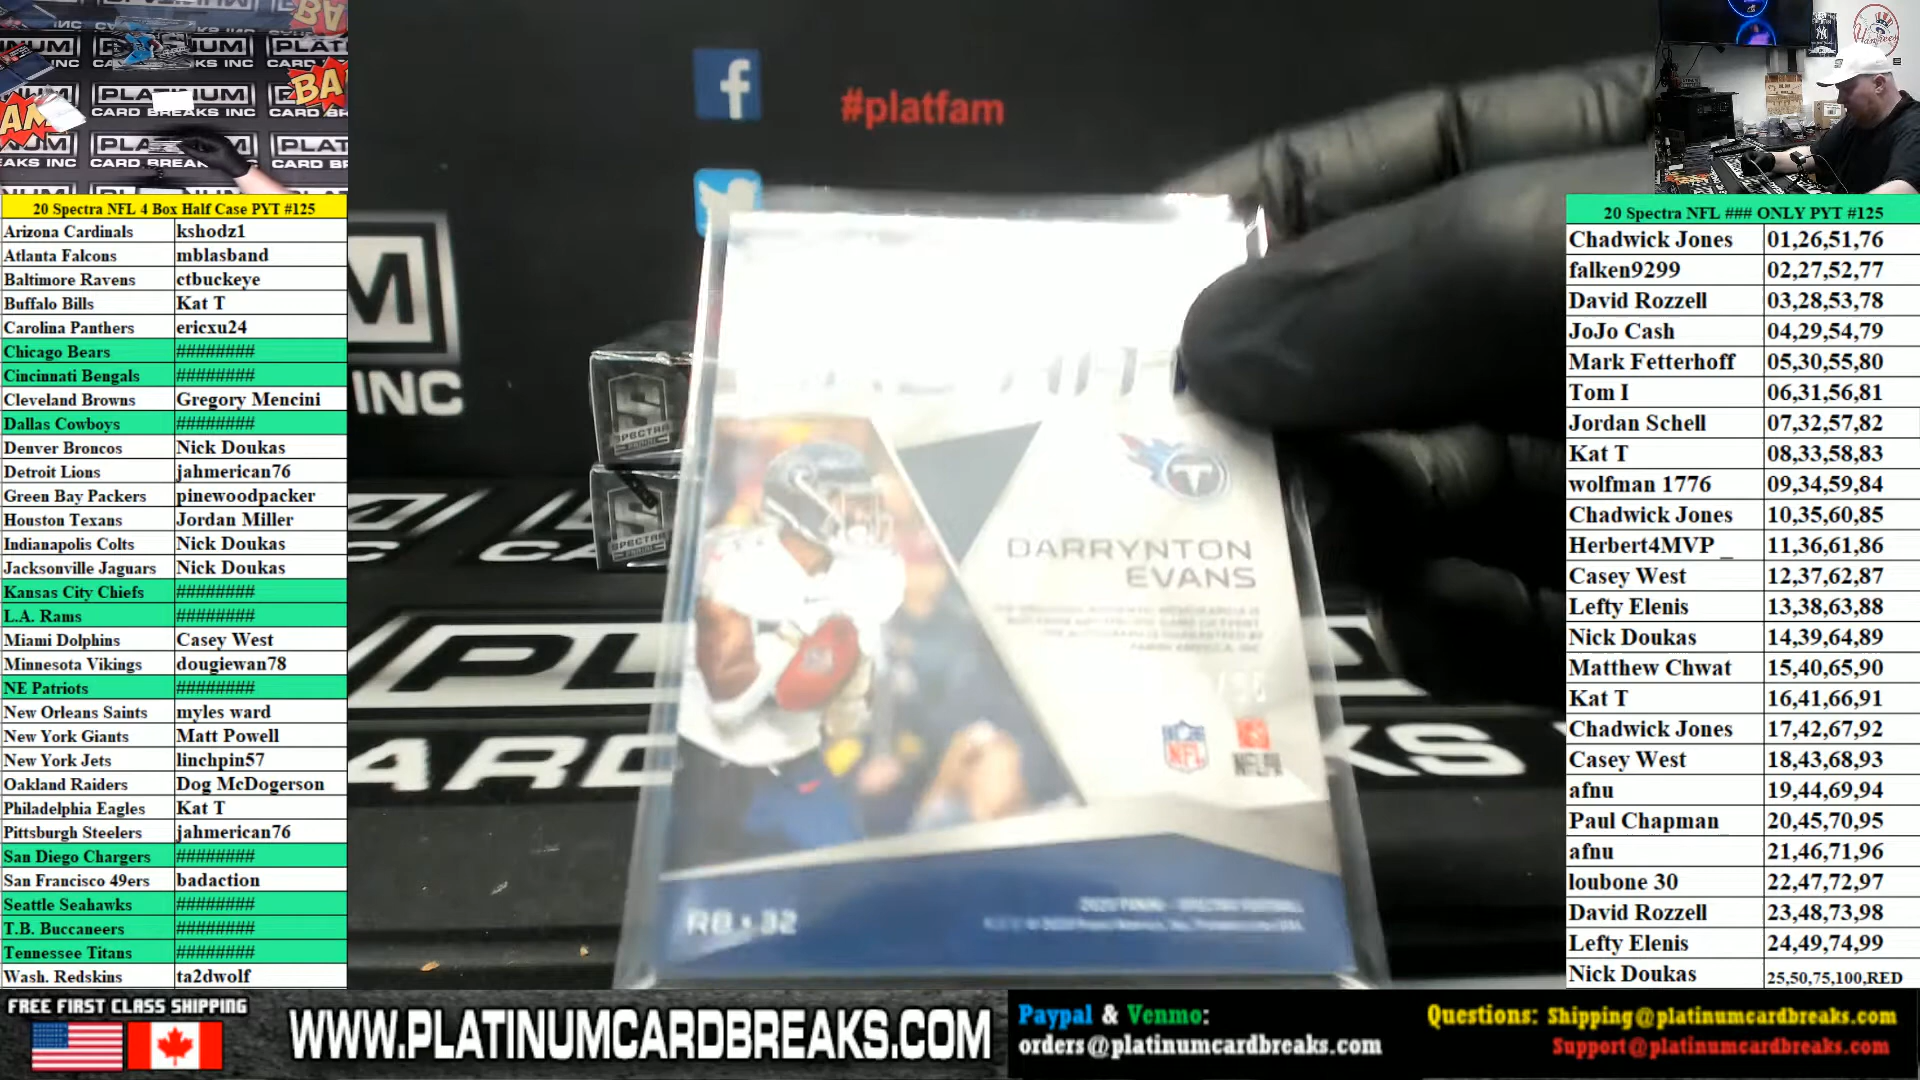 20 Spectra NFL 4 Box Half Case PYT #125
Arizona Cardinals kshodz1
Atlanta Falcons mblasband
Baltimore Ravens ctbuckeye
Buffalo Bills Kat T
Carolina Panthers ericxu24
Chicago Bears ########
Cincinnati Bengals ########
Cleveland Browns Gregory Mencini
Dallas Cowboys ########
Denver Broncos Nick Doukas
Detroit Lions jahmerican76
Green Bay Packers pinewoodpacker
Houston Texans Jordan Miller
Indianapolis Colts Nick Doukas
Jacksonville Jaguars Nick Doukas
Kansas City Chiefs ########
L.A. Rams ########
Miami Dolphins Casey West
Minnesota Vikings dougiewan78
NE Patriots ########
New Orleans Saints myles ward
New York Giants Matt Powell
New York Jets linchpin57
Oakland Raiders Dog McDogerson
Philadelphia Eagles Kat T
Pittsburgh Steelers jahmerican76
San Diego Chargers ########
San Francisco 49ers badaction
Seattle Seahawks ########
T.B. Buccaneers ########
Tennessee Titans ########
Wash. Redskins ta2dwolf
#platfam
INC
SPECTRA
SPECTRA
DARRYNTON
EVANS
NFL
NFLPA
20 Spectra NFL ### ONLY PYT #125
Chadwick Jones 01,26,51,76
falken9299 02,27,52,77
David Rozzell 03,28,53,78
JoJo Cash 04,29,54,79
Mark Fetterhoff 05,30,55,80
Tom I 06,31,56,81
Jordan Schell 07,32,57,82
Kat T 08,33,58,83
wolfman 1776 09,34,59,84
Chadwick Jones 10,35,60,85
Herbert4MVP _ 11,36,61,86
Casey West 12,37,62,87
Lefty Elenis 13,38,63,88
Nick Doukas 14,39,64,89
Matthew Chwat 15,40,65,90
Kat T 16,41,66,91
Chadwick Jones 17,42,67,92
Casey West 18,43,68,93
afnu 19,44,69,94
Paul Chapman 20,45,70,95
afnu 21,46,71,96
loubone 30 22,47,72,97
David Rozzell 23,48,73,98
Lefty Elenis 24,49,74,99
Nick Doukas 25,50,75,100,RED
FREE FIRST CLASS SHIPPING
WWW.PLATINUMCARDBREAKS.COM
Paypal & Venmo:
orders@platinumcardbreaks.com
Questions: Shipping@platinumcardbreaks.com
Support@platinumcardbreaks.com